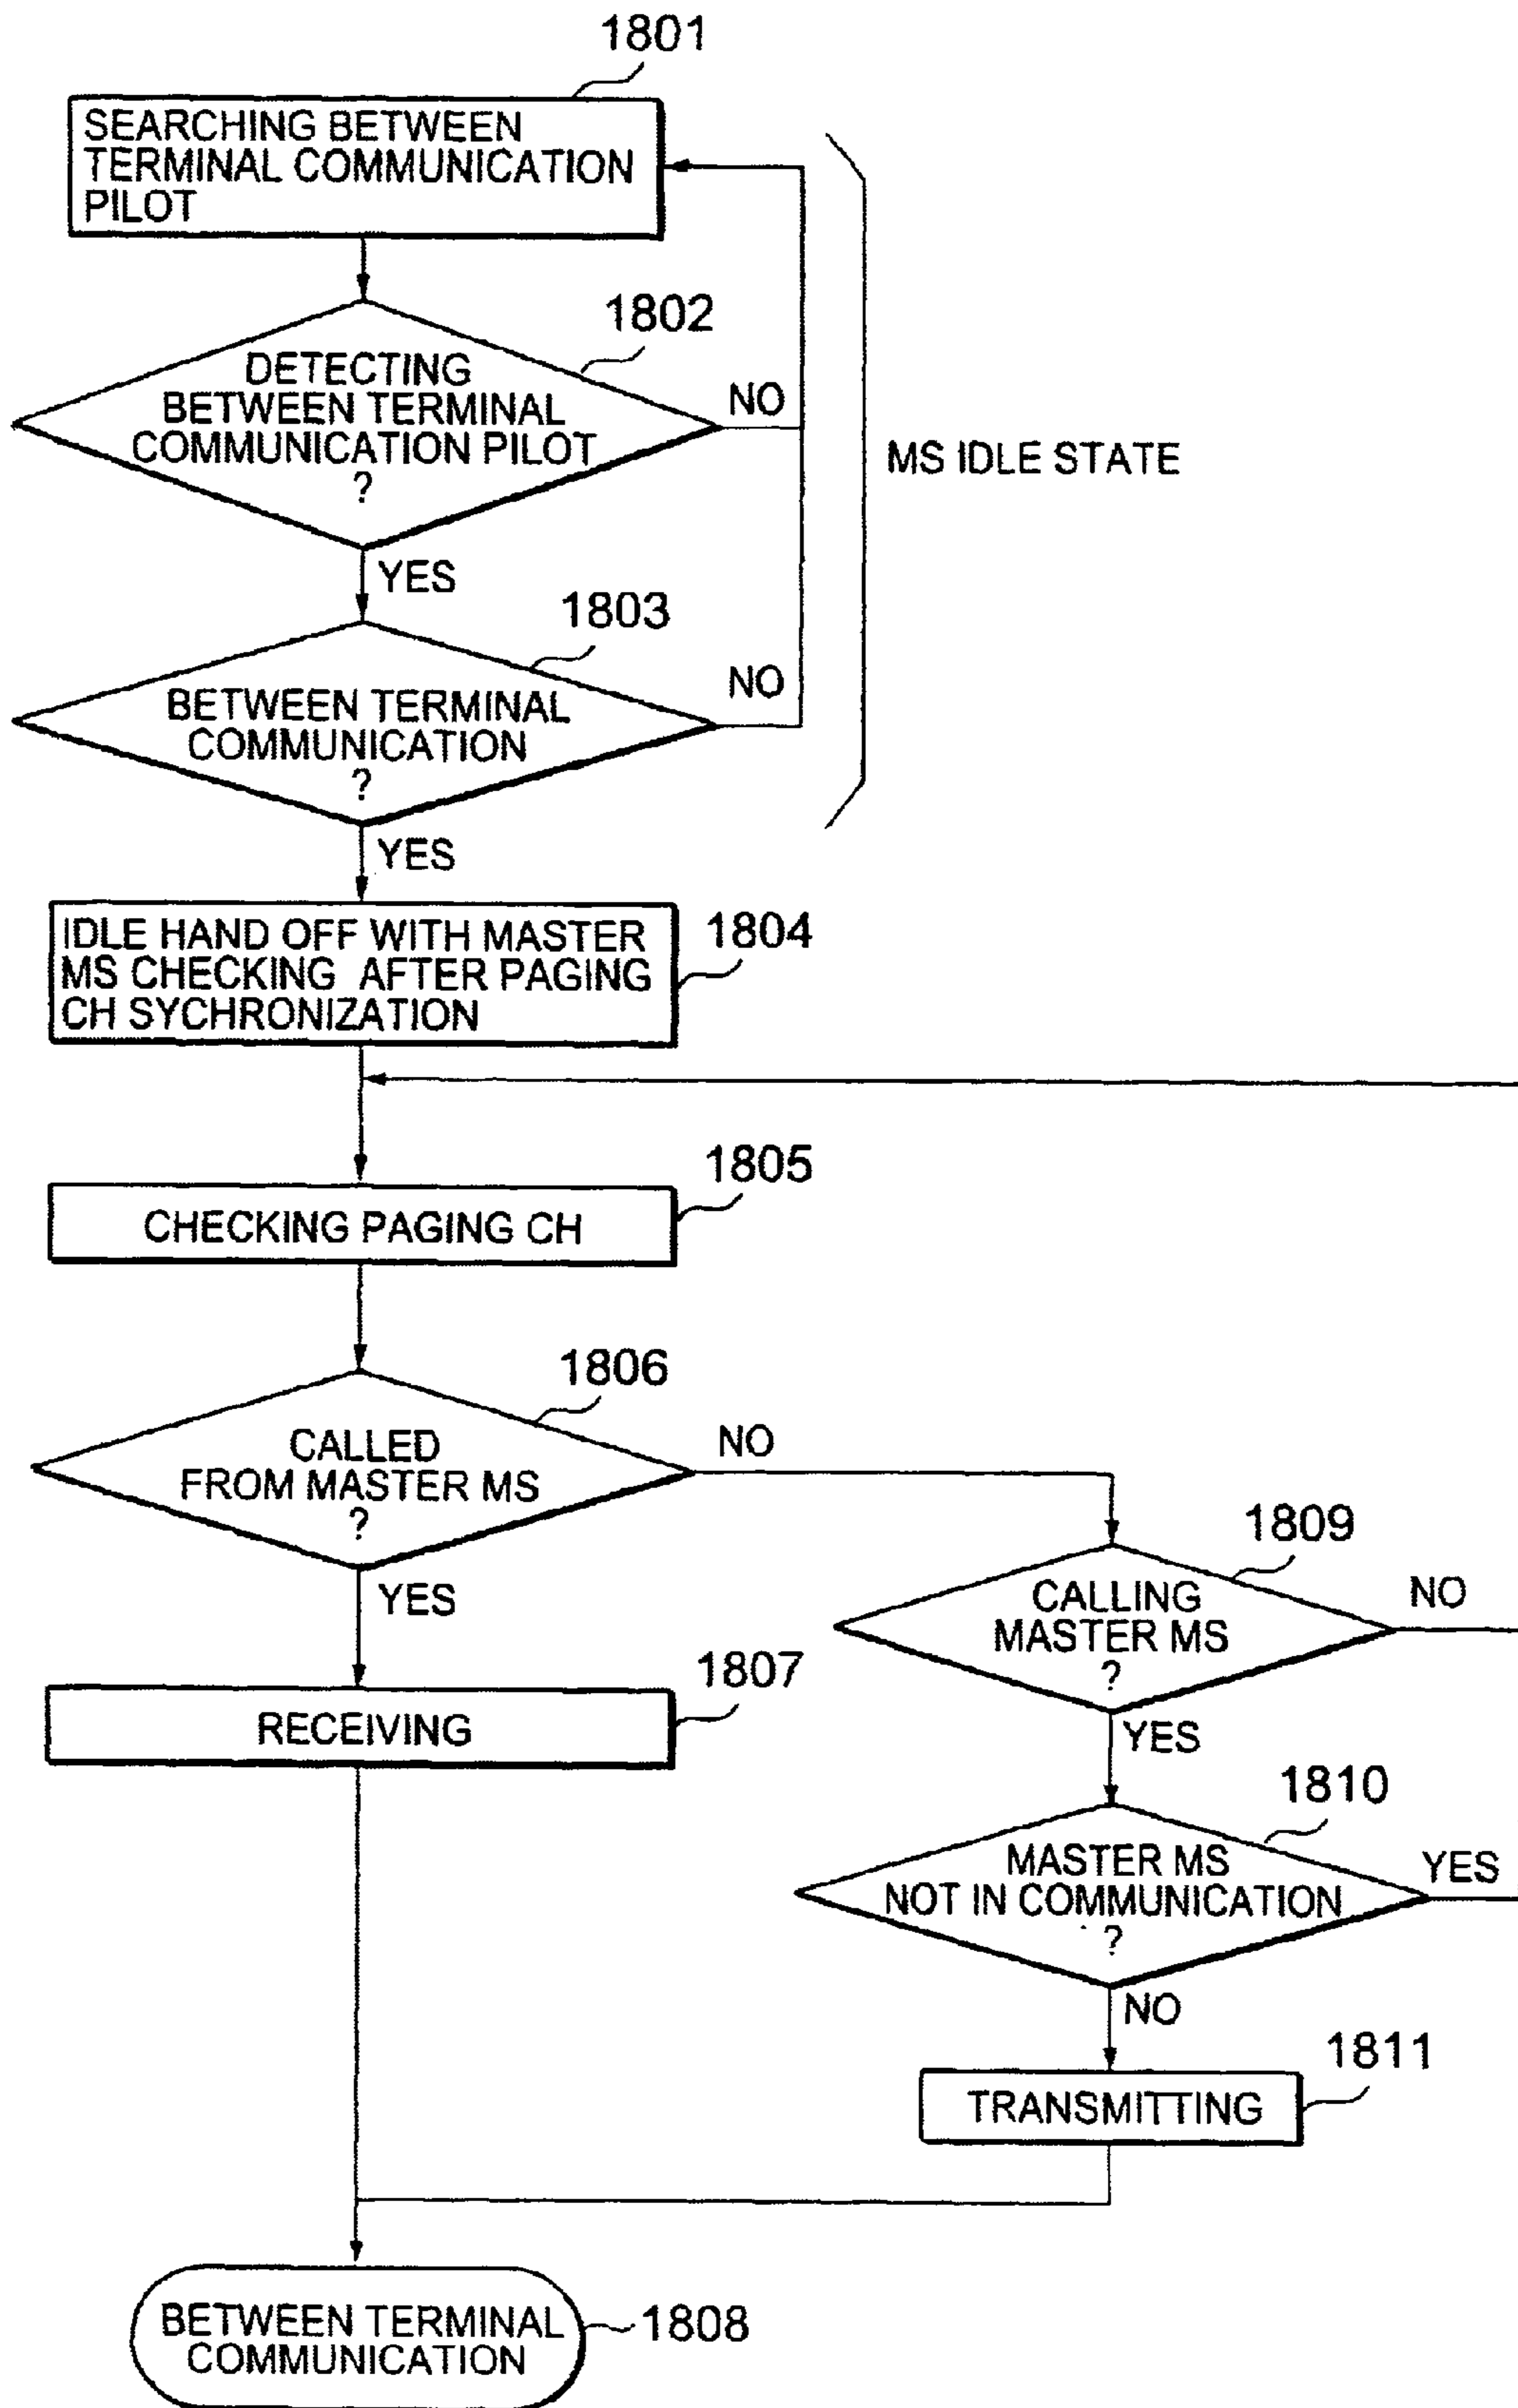 1801
SEARCHING BETWEEN
TERMINAL COMMUNICATION
PILOT
1802
DETECTING
BETWEEN TERMINAL
COMMUNICATION PILOT
?
NO
YES
MS IDLE STATE
1803
BETWEEN TERMINAL
COMMUNICATION
?
NO
YES
IDLE HAND OFF WITH MASTER
MS CHECKING AFTER PAGING
CH SYCHRONIZATION
1804
1805
CHECKING PAGING CH
1806
CALLED
FROM MASTER MS
?
NO
YES
1807
RECEIVING
1809
CALLING
MASTER MS
?
NO
YES
1810
MASTER MS
NOT IN COMMUNICATION
?
YES
NO
1811
TRANSMITTING
BETWEEN TERMINAL
COMMUNICATION
1808